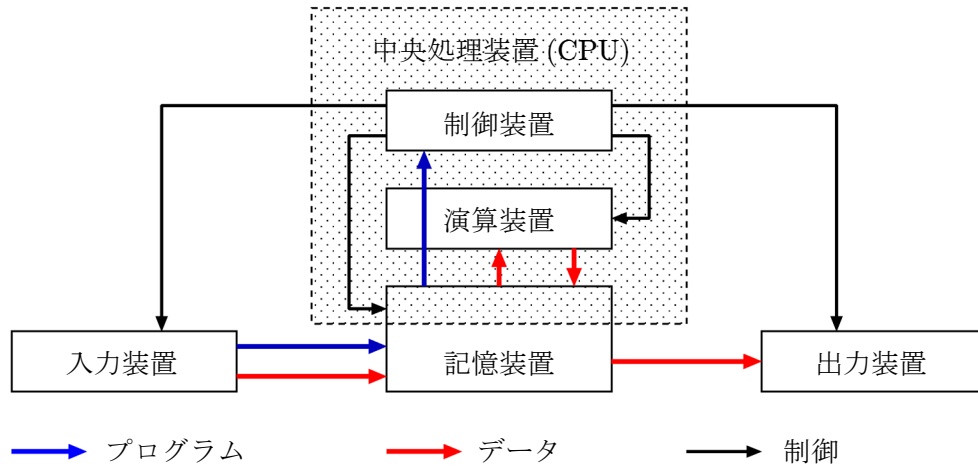 中央処理装置 (CPU)
制御装置
演算装置
入力装置
記憶装置
出力装置
プログラム
データ
制御